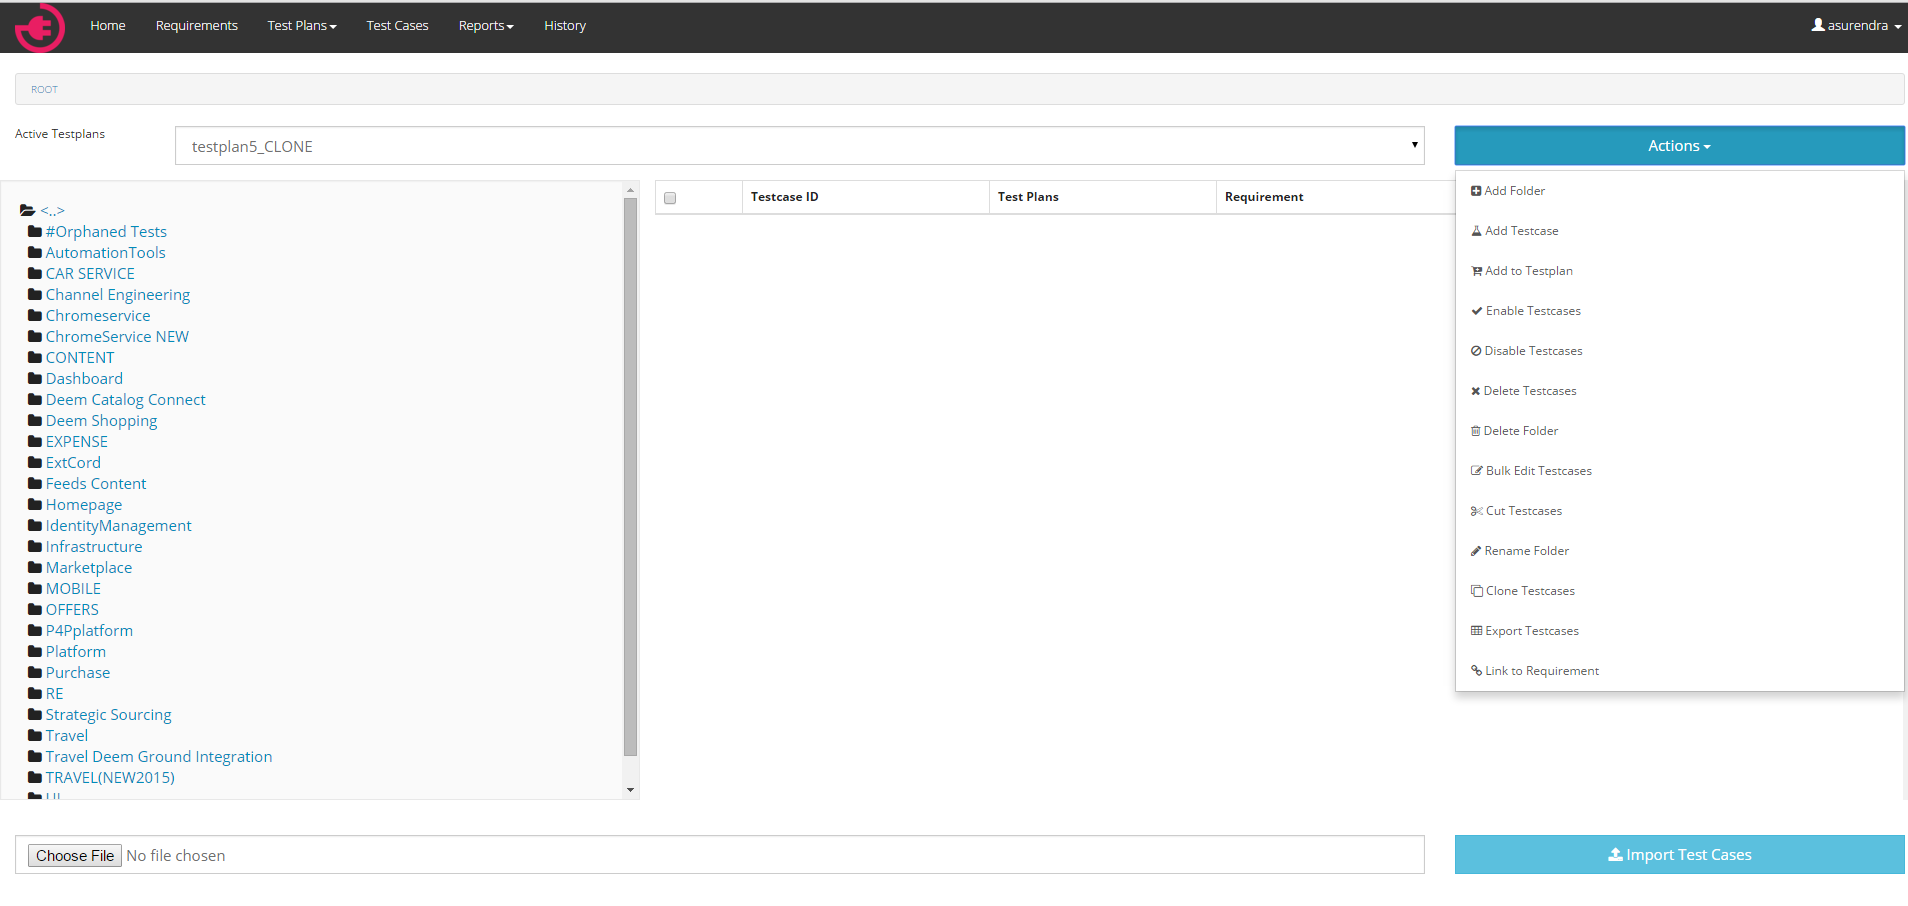 Home Requirements Test Plans Test Cases Reports History asurendra
ROOT
Active Testplans
testplan5_CLONE
Actions
<..>
#Orphaned Tests
AutomationTools
CAR SERVICE
Channel Engineering
Chromeservice
ChromeService NEW
CONTENT
Dashboard
Deem Catalog Connect
Deem Shopping
EXPENSE
ExtCord
Feeds Content
Homepage
IdentityManagement
Infrastructure
Marketplace
MOBILE
OFFERS
P4Pplatform
Platform
Purchase
RE
Strategic Sourcing
Travel
Travel Deem Ground Integration
TRAVEL(NEW2015)
Testcase ID Test Plans Requirement
Add Folder
Add Testcase
Add to Testplan
Enable Testcases
Disable Testcases
Delete Testcases
Delete Folder
Bulk Edit Testcases
Cut Testcases
Rename Folder
Clone Testcases
Export Testcases
Link to Requirement
Choose File No file chosen
Import Test Cases